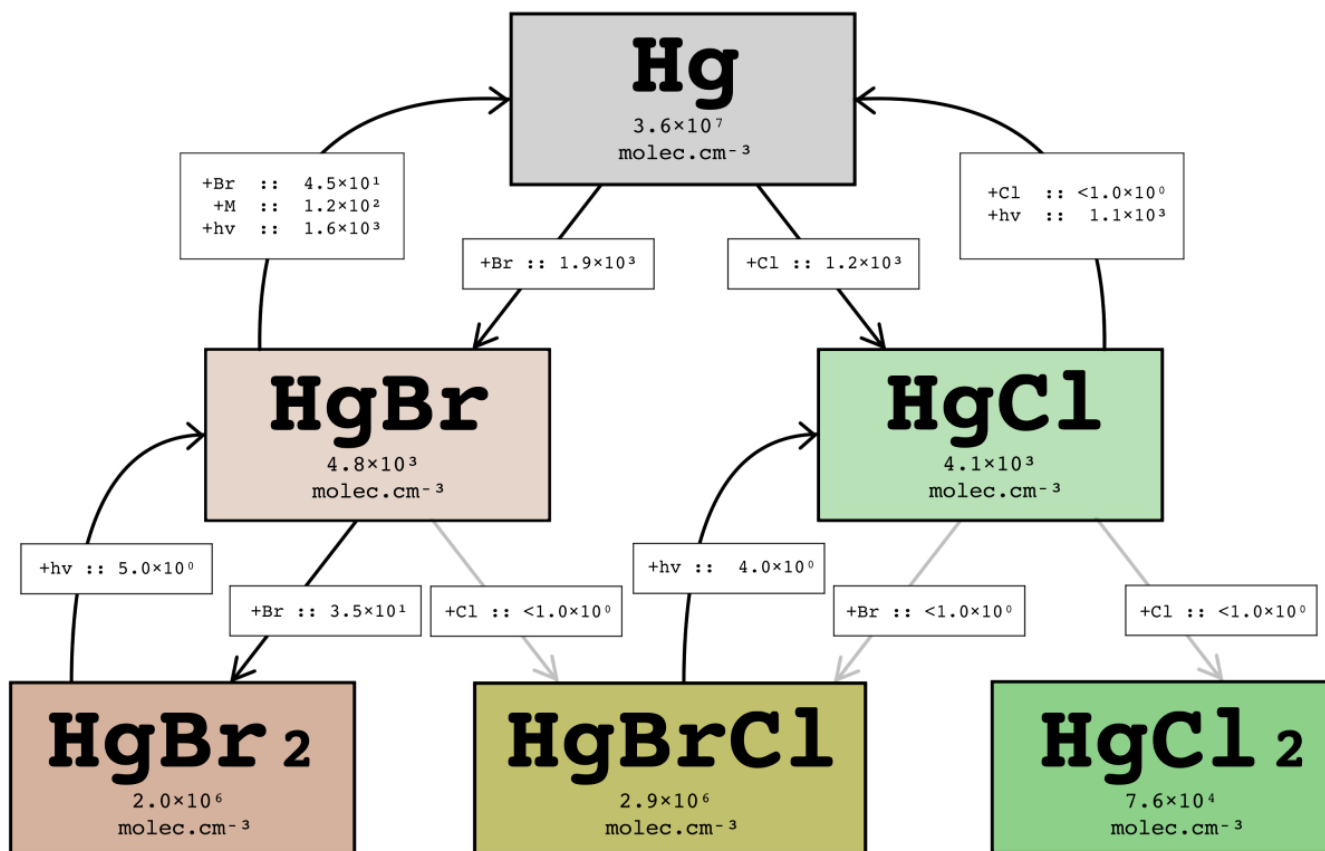 Hg
3.6×10⁷
molec.cm⁻³
+Br :: 4.5×10¹
+M :: 1.2×10²
+hv :: 1.6×10³
+Cl :: <1.0×10⁰
+hv :: 1.1×10³
+Br :: 1.9×10³
+Cl :: 1.2×10³
HgBr
4.8×10³
molec.cm⁻³
HgCl
4.1×10³
molec.cm⁻³
+hv :: 5.0×10⁰
+Br :: 3.5×10¹
+Cl :: <1.0×10⁰
+hv :: 4.0×10⁰
+Br :: <1.0×10⁰
+Cl :: <1.0×10⁰
HgBr₂
2.0×10⁶
molec.cm⁻³
HgBrCl
2.9×10⁶
molec.cm⁻³
HgCl₂
7.6×10⁴
molec.cm⁻³